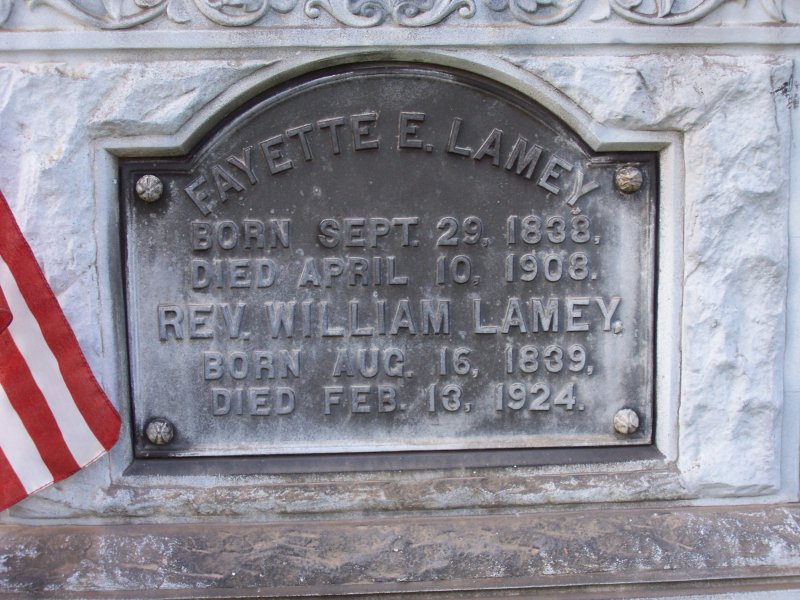 FAYETTE E. LAMEY
BORN SEPT. 29, 1838,
DIED APRIL 10, 1908.
REV. WILLIAM LAMEY,
BORN AUG. 16, 1839,
DIED FEB. 13, 1924.